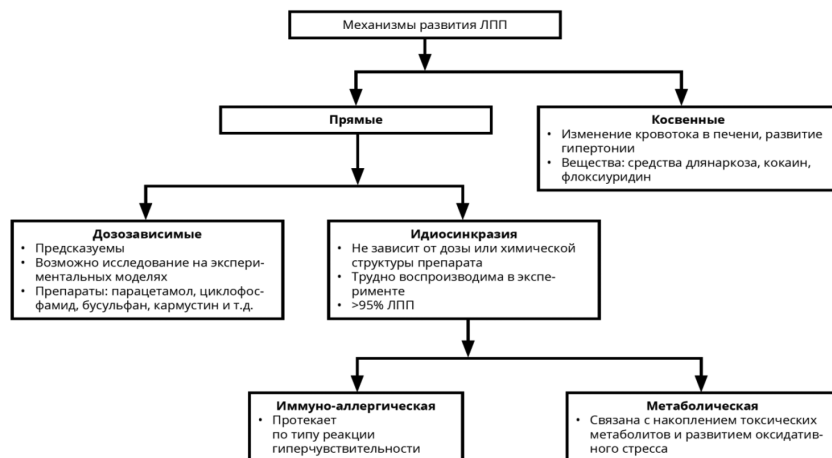 Механизмы развития ЛПП
Прямые
Косвенные
• Изменение кровотока в печени, развитие
гипертонии
• Вещества: средства длянаркоза, кокаин,
флоксиуридин
Дозозависимые
• Предсказуемы
• Возможно исследование на экспери-
ментальных моделях
• Препараты: парацетамол, циклофос-
фамид, бусульфан, кармустин и т.д.
Идиосинкразия
• Не зависит от дозы или химической
структуры препарата
• Трудно воспроизводима в экспе-
рименте
• >95% ЛПП
Иммуно-аллергическая
• Протекает
по типу реакции
гиперчувствительности
Метаболическая
• Связана с накоплением токсических
метаболитов и развитием оксидатив-
ного стресса